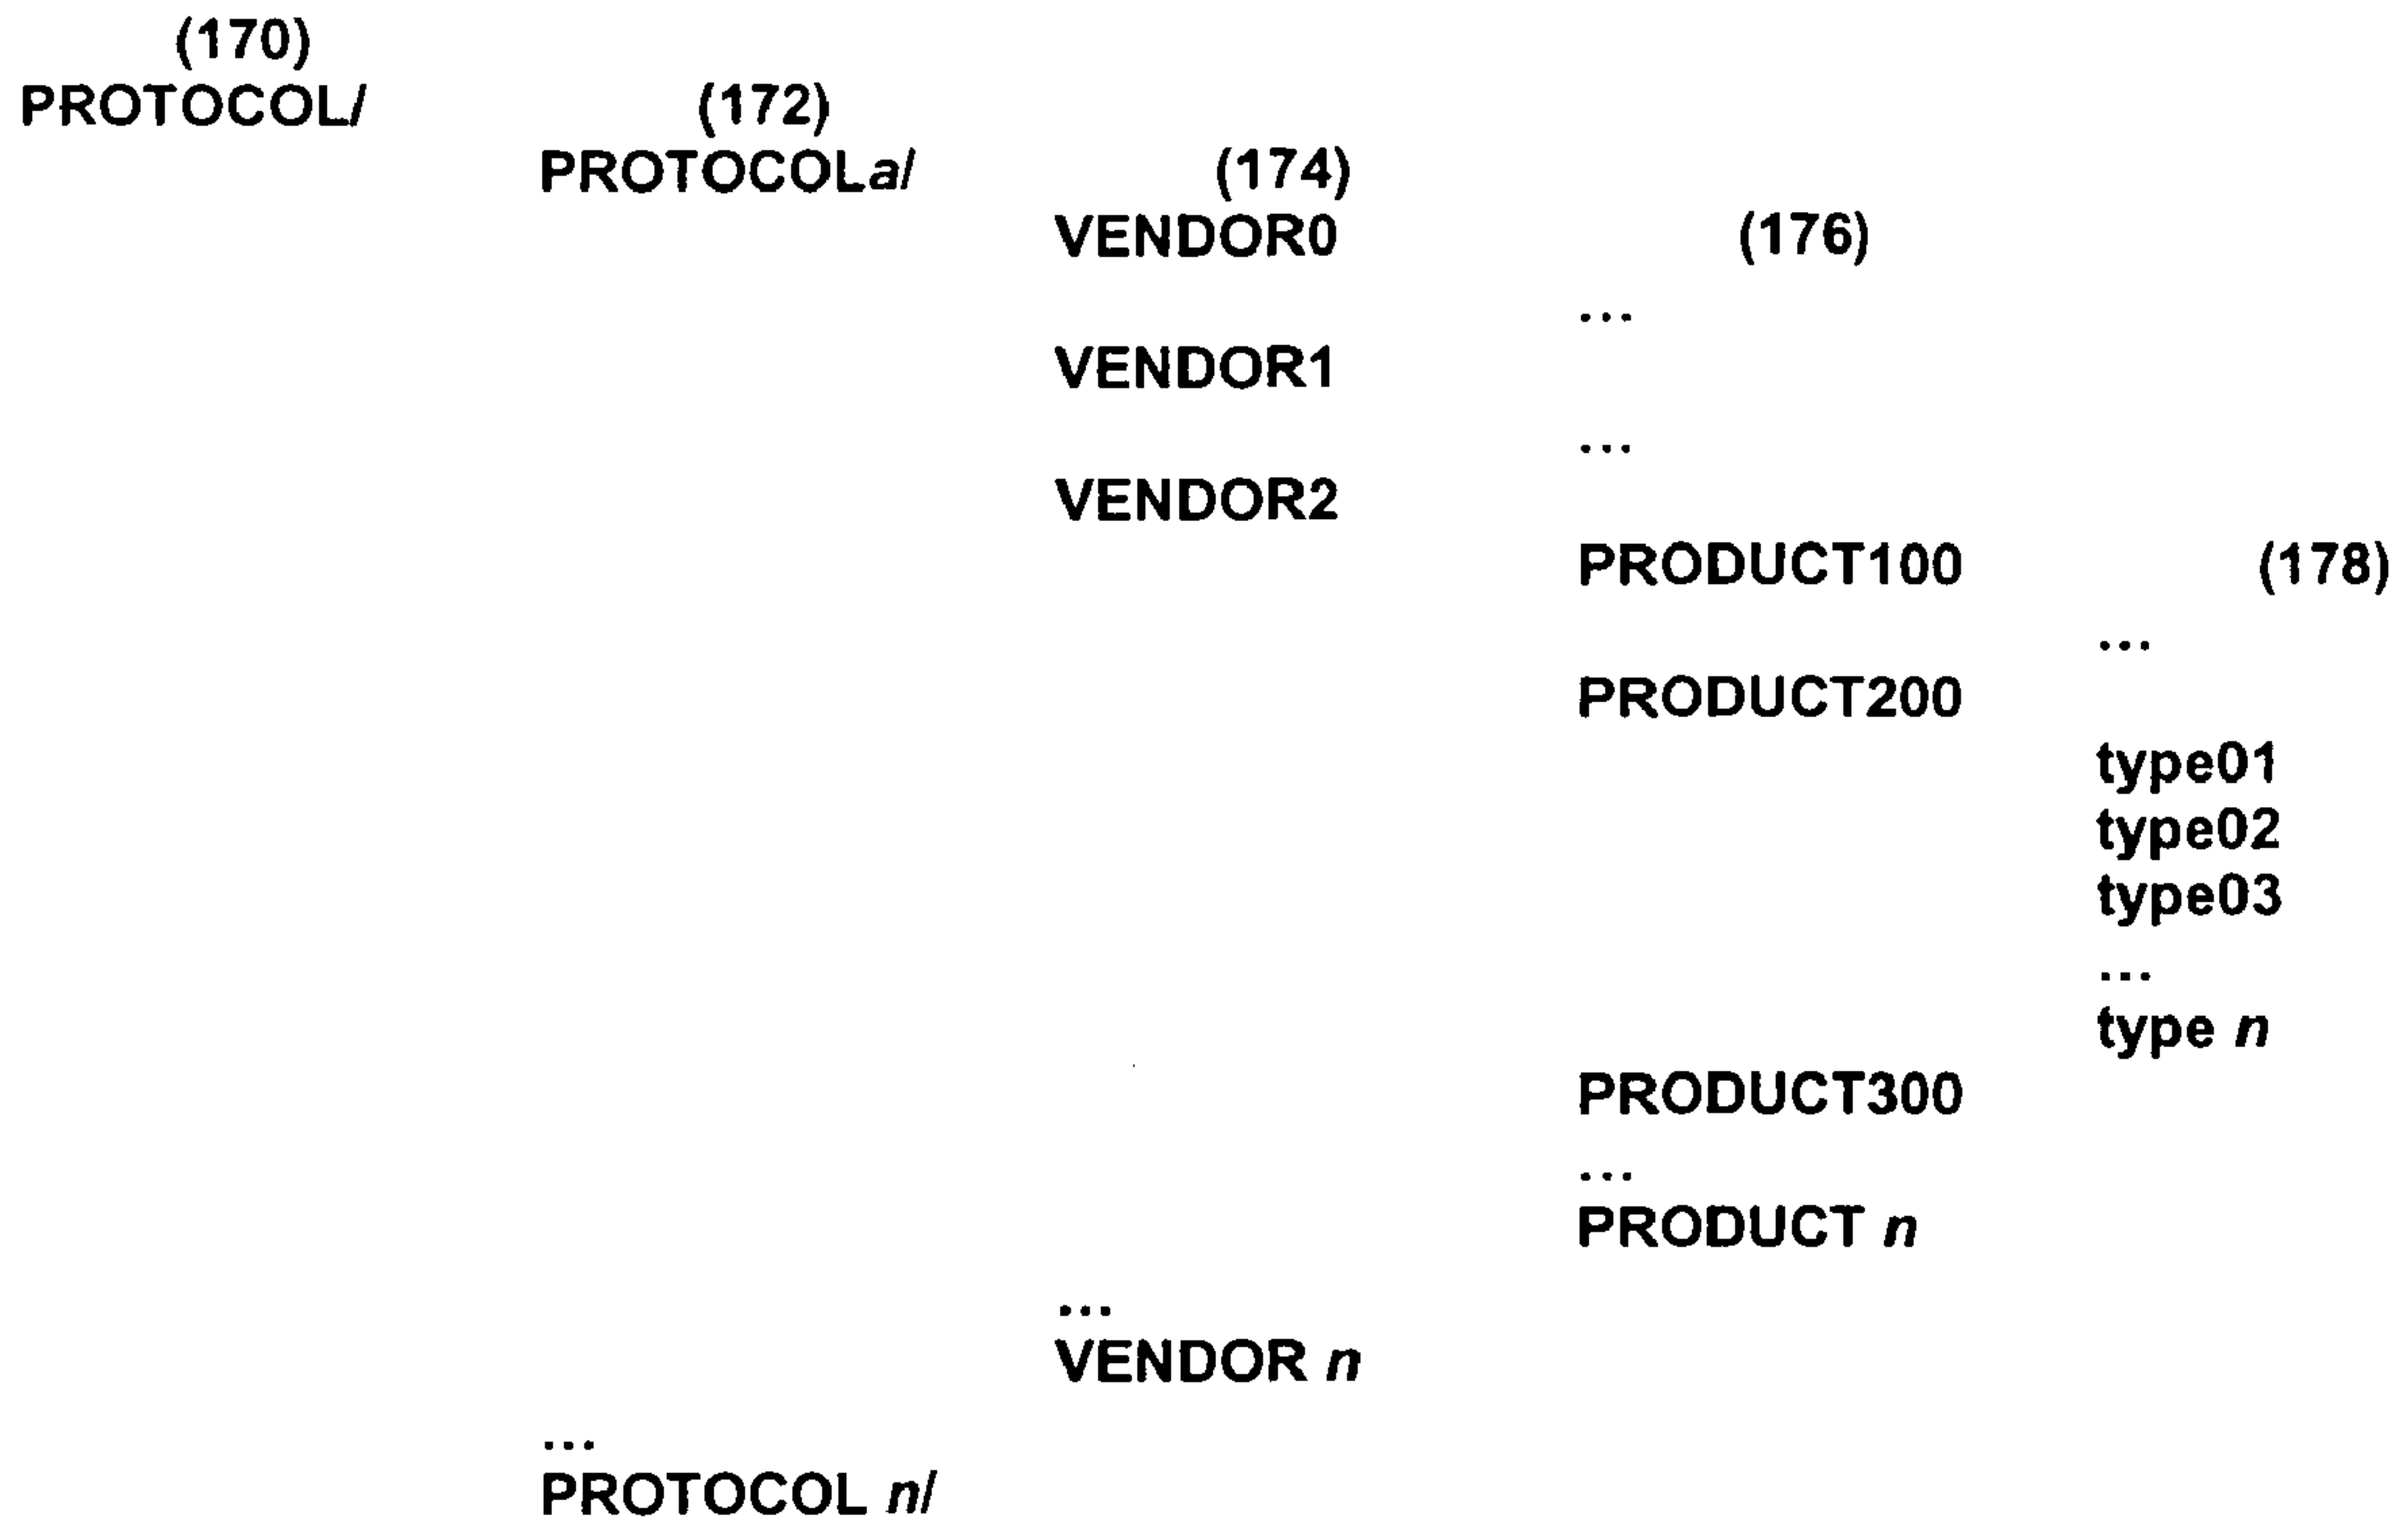 (170)
PROTOCOL/
(172)
PROTOCOLa/
(174)
VENDOR0
(176)
...
VENDOR1
...
VENDOR2
PRODUCT100
(178)
...
PRODUCT200
type01
type02
type03
...
type n
PRODUCT300
...
PRODUCT n
...
VENDOR n
...
PROTOCOL n/